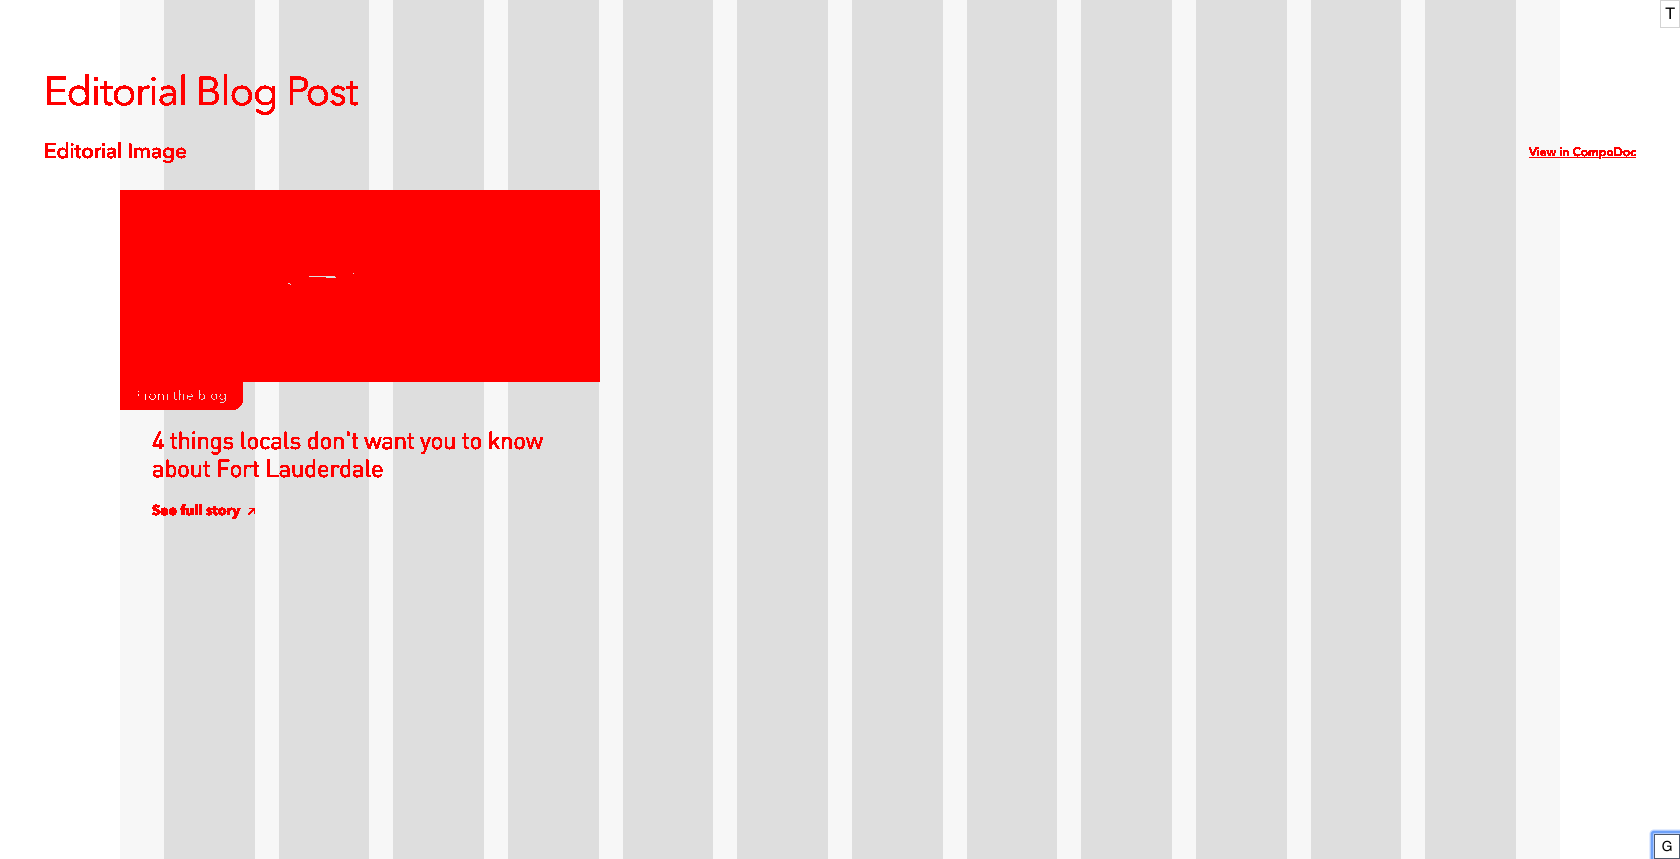 T
Editorial Blog Post
Editorial Image
View in CompoDoc
From the blog
4 things locals don't want you to know
about Fort Lauderdale
See full story ↗
G